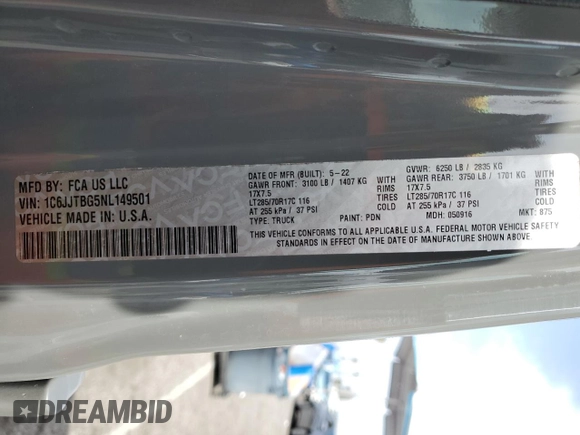 MFD BY: FCA US LLC
VIN: 1C6JJTBG5NL149501
VEHICLE MADE IN: U.S.A.
DATE OF MFR (BUILT): 5-22
GAWR FRONT: 3100 LB / 1407 KG WITH
17X7.5 RIMS
LT285/70R17C 116 TIRES
AT 255 kPa / 37 PSI COLD
TYPE: TRUCK PAINT: PDN
GVWR: 6250 LB / 2835 KG
GAWR REAR: 3750 LB / 1701 KG WITH
17X7.5 RIMS
LT285/70R17C 116 TIRES
AT 255 kPa / 37 PSI COLD
MDH: 050916 MKT: 875
THIS VEHICLE CONFORMS TO ALL APPLICABLE U.S.A. FEDERAL MOTOR VEHICLE SAFETY
STANDARDS IN EFFECT ON THE DATE OF MANUFACTURE SHOWN ABOVE.
DREAMBID